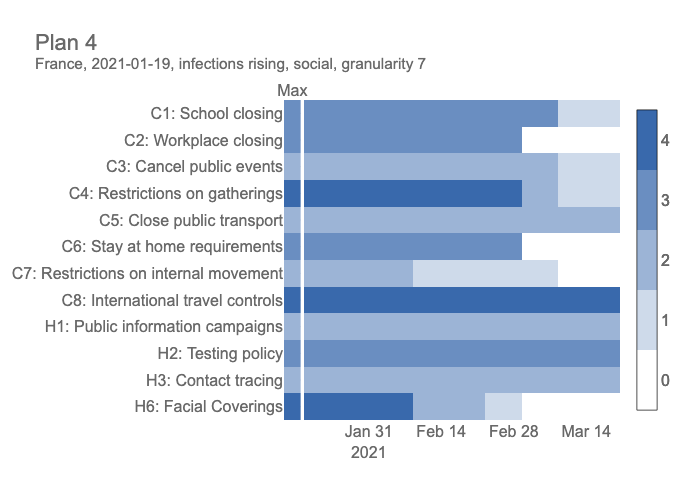 Plan 4
France, 2021-01-19, infections rising, social, granularity 7
Max
C1: School closing
C2: Workplace closing
C3: Cancel public events
C4: Restrictions on gatherings
C5: Close public transport
C6: Stay at home requirements
C7: Restrictions on internal movement
C8: International travel controls
H1: Public information campaigns
H2: Testing policy
H3: Contact tracing
H6: Facial Coverings
Jan 31 Feb 14 Feb 28 Mar 14
2021
4
3
2
1
0